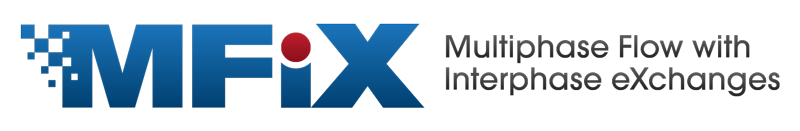 MFiX
Multiphase Flow with
Interphase eXchanges